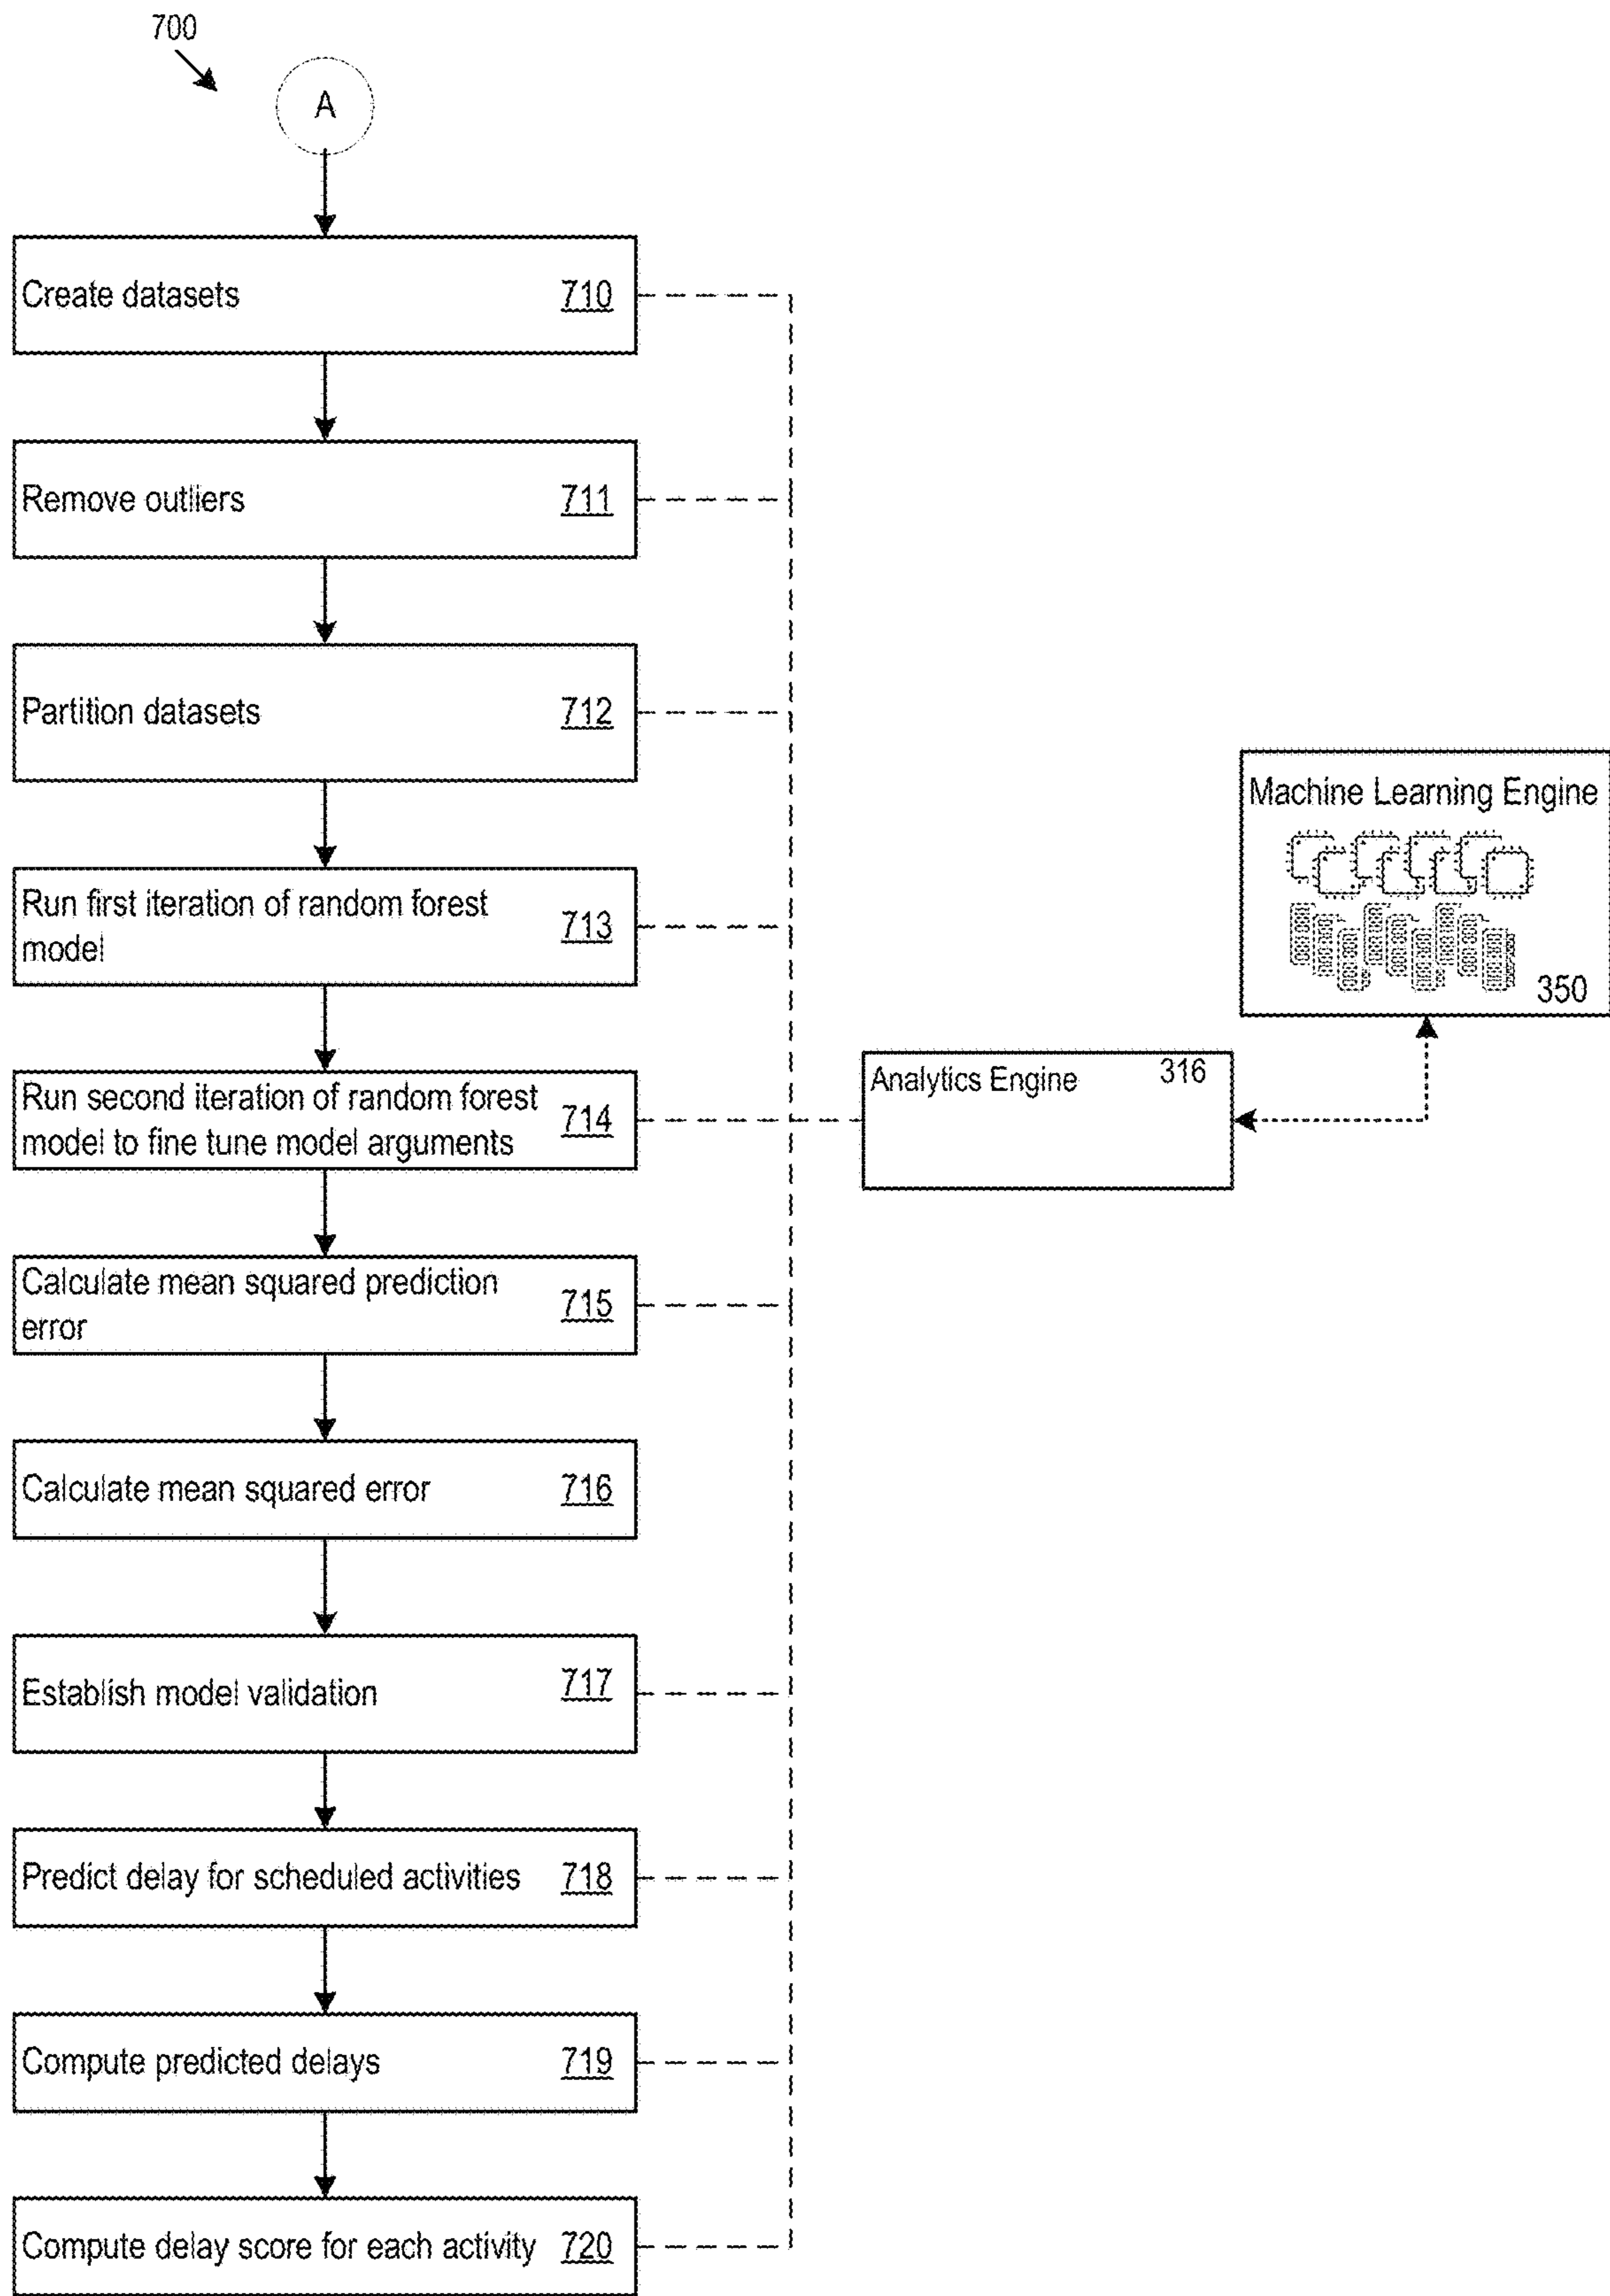 700
A
Create datasets 710
Remove outliers 711
Partition datasets 712
Run first iteration of random forest
model 713
Run second iteration of random forest
model to fine tune model arguments 714
Calculate mean squared prediction
error 715
Calculate mean squared error 716
Establish model validation 717
Predict delay for scheduled activities 718
Compute predicted delays 719
Compute delay score for each activity 720
Machine Learning Engine
350
Analytics Engine 316